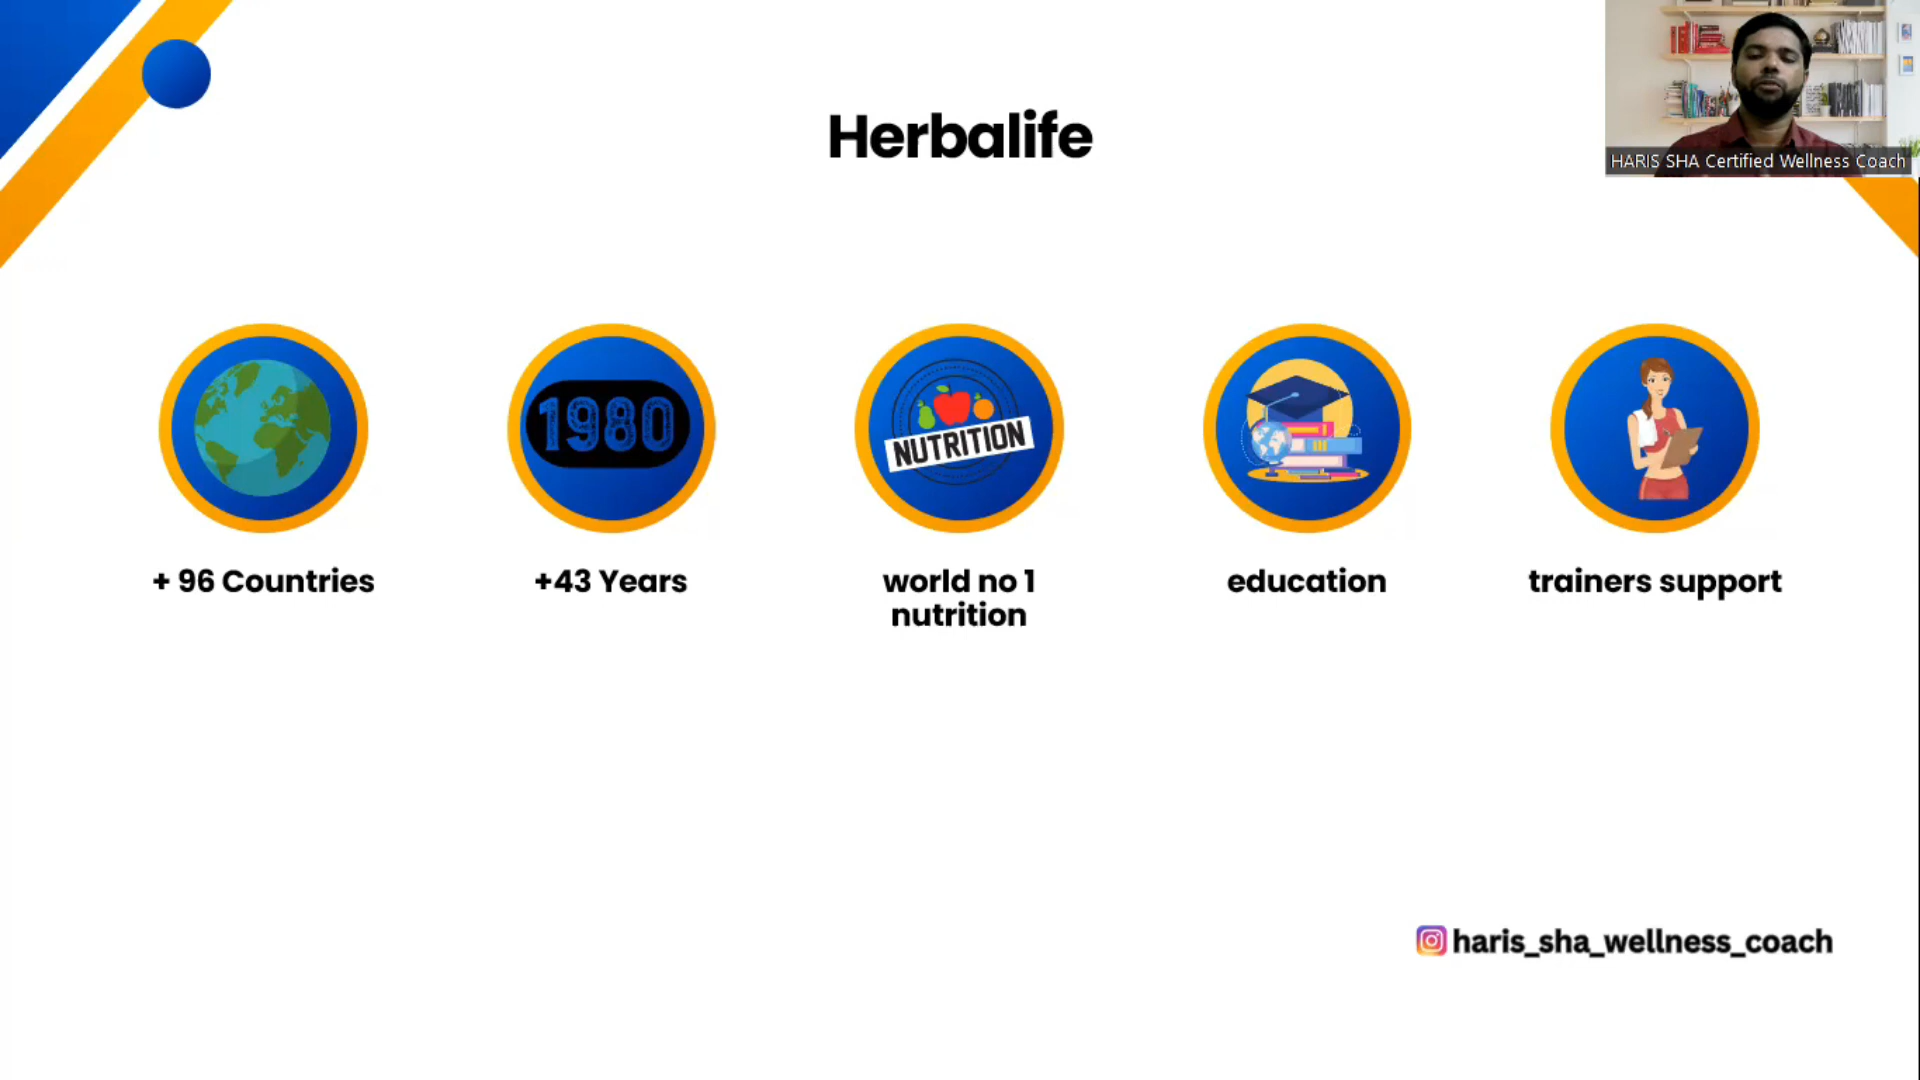 Herbalife
HARIS SHA Certified Wellness Coach
1980
NUTRITION
+ 96 Countries
+43 Years
world no 1
nutrition
education
trainers support
haris_sha_wellness_coach